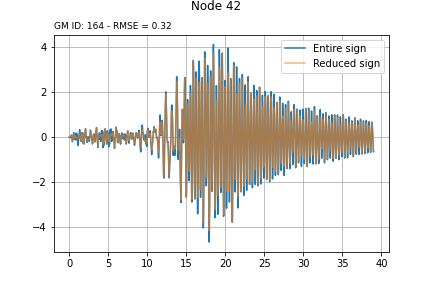 Node 42
GM ID: 164 - RMSE = 0.32
Entire sign
Reduced sign
4
2
0
−2
−4
0 5 10 15 20 25 30 35 40